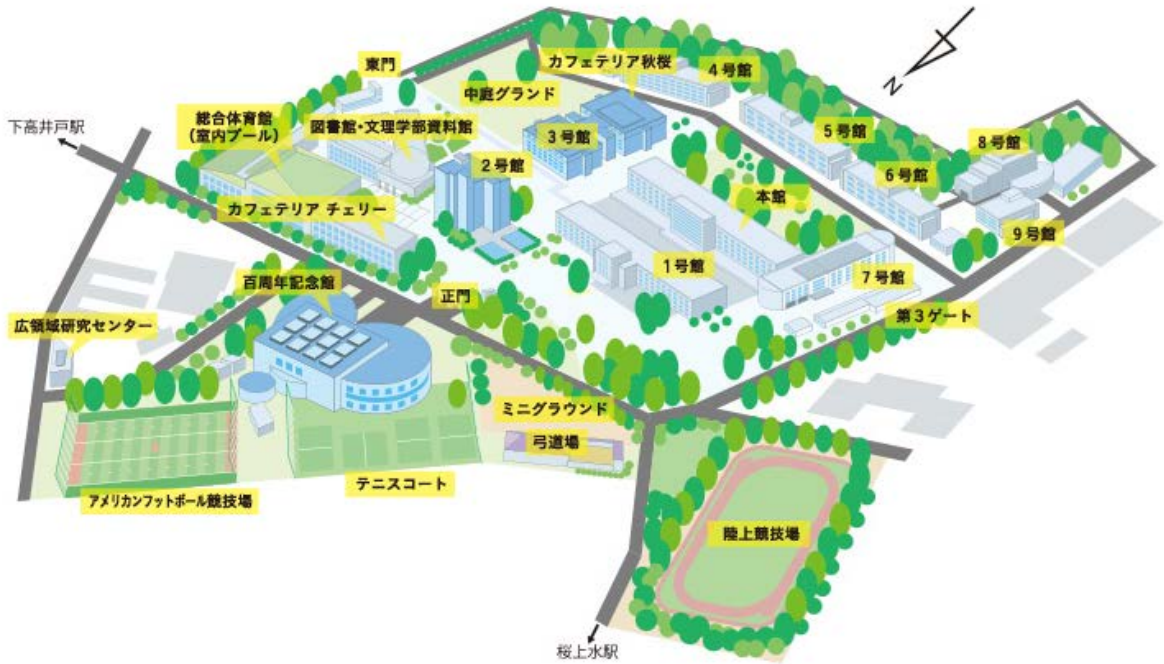 カフェテリア秋桜
4号館
東門
中庭グランド
N
総合体育館
(室内プール)
図書館・文理学部資料館
3号館
5号館
下高井戸駅
8号館
2号館
6号館
本館
カフェテリア チェリー
9号館
1号館
7号館
百周年記念館
正門
第3ゲート
広領域研究センター
ミニグラウンド
弓道場
テニスコート
アメリカンフットボール競技場
陸上競技場
桜上水駅